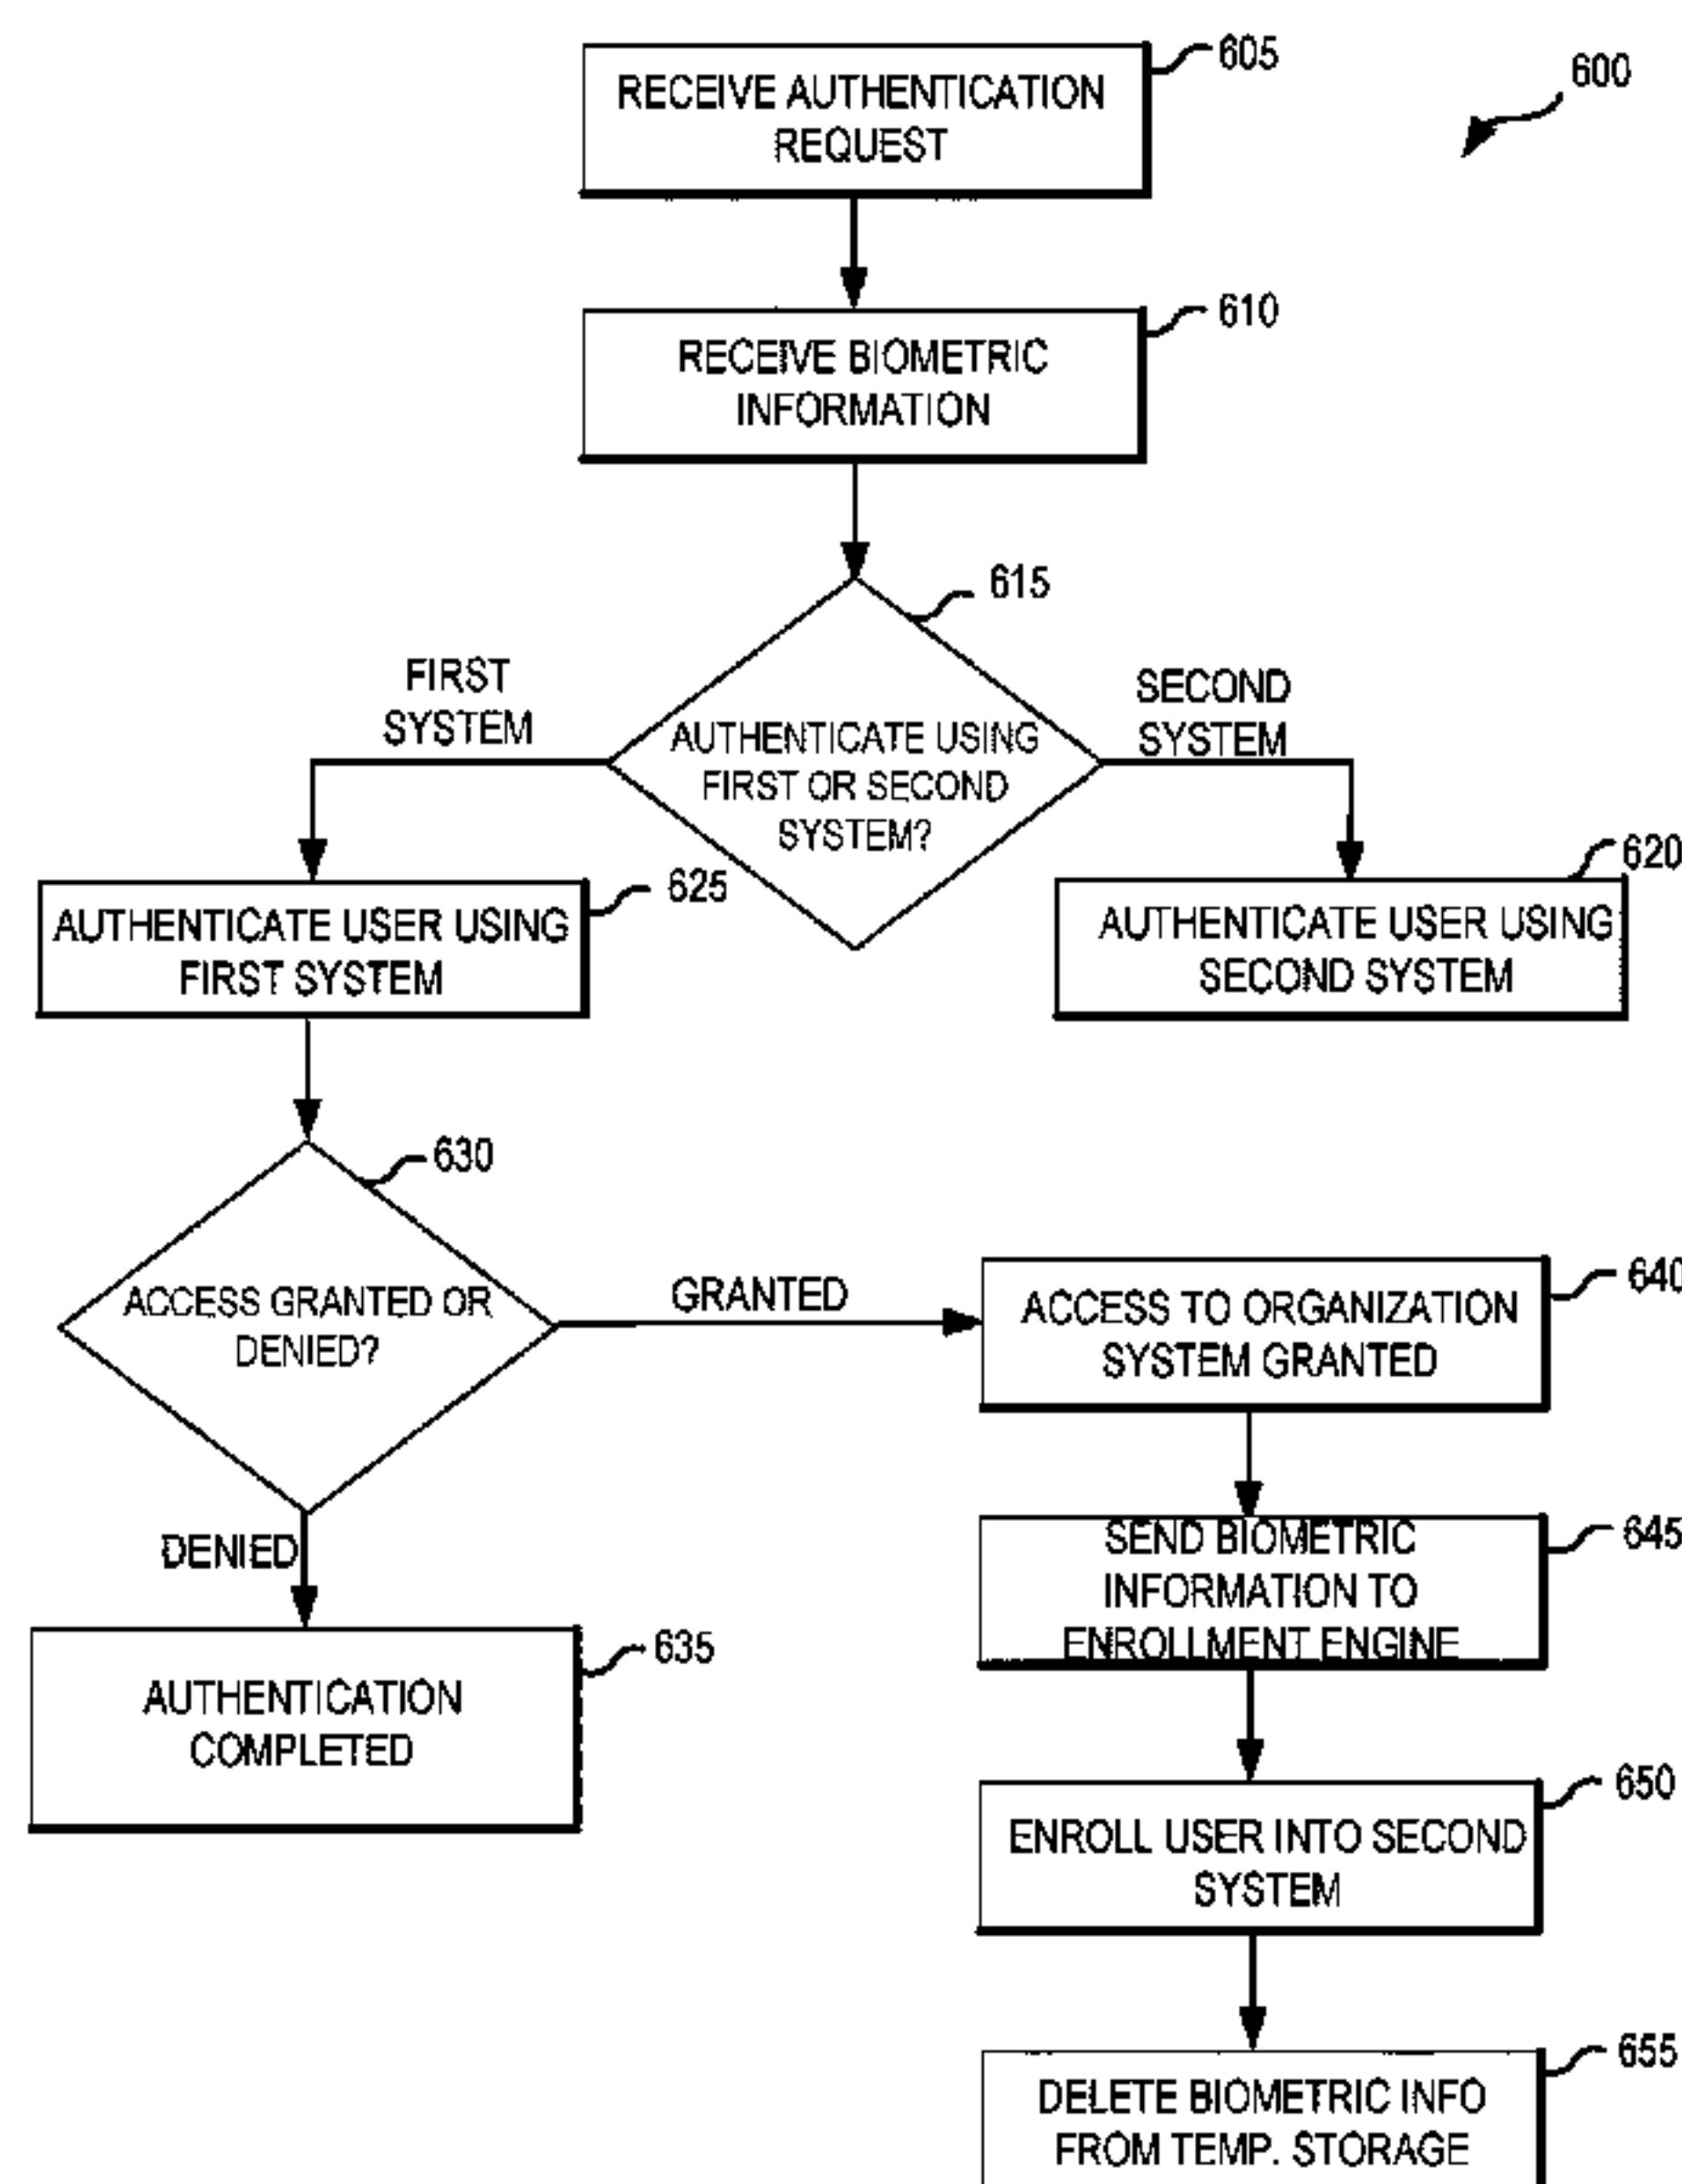 RECEIVE AUTHENTICATION
REQUEST
605
600
RECEIVE BIOMETRIC
INFORMATION
610
615
FIRST
SYSTEM
SECOND
SYSTEM
AUTHENTICATE USING
FIRST OR SECOND
SYSTEM?
AUTHENTICATE USER USING
FIRST SYSTEM
625
AUTHENTICATE USER USING
SECOND SYSTEM
620
630
ACCESS GRANTED OR
DENIED?
GRANTED
ACCESS TO ORGANIZATION
SYSTEM GRANTED
640
DENIED
SEND BIOMETRIC
INFORMATION TO
ENROLLMENT ENGINE
645
AUTHENTICATION
COMPLETED
635
ENROLL USER INTO SECOND
SYSTEM
650
DELETE BIOMETRIC INFO
FROM TEMP. STORAGE
655